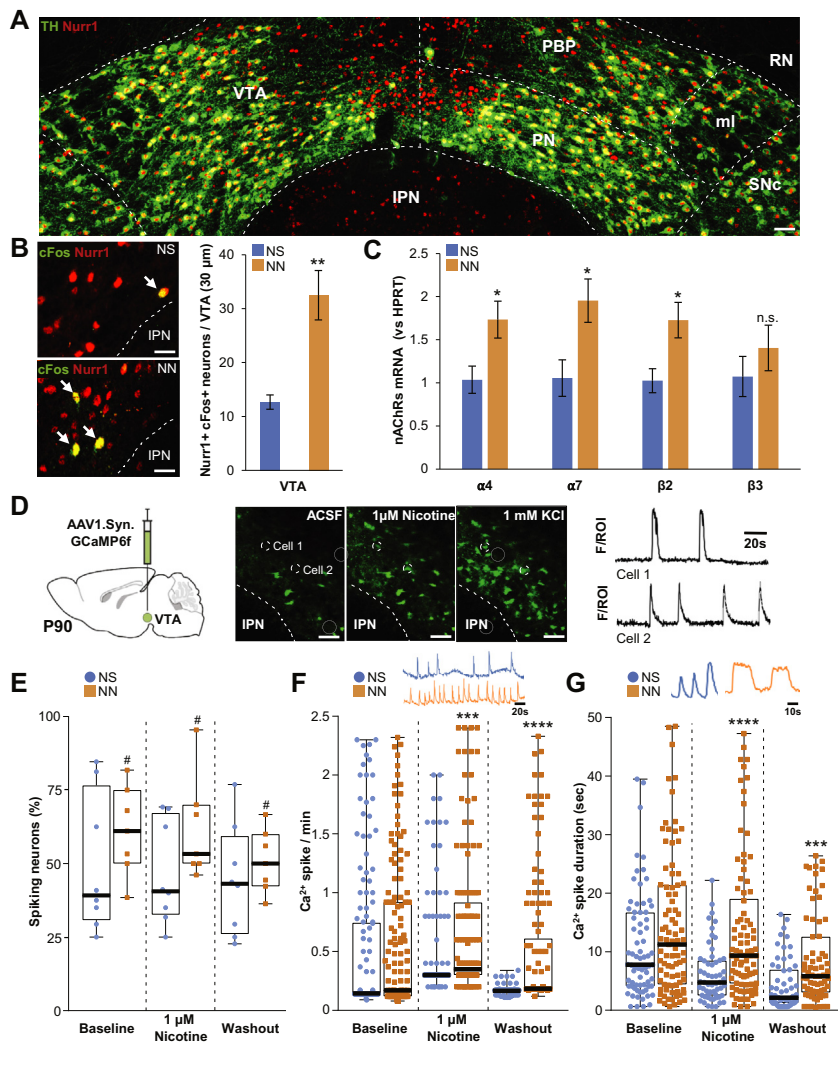 A
TH Nurr1
PBP
RN
VTA
ml
PN
SNc
IPN
B
cFos Nurr1 NS
IPN
cFos Nurr1 NN
IPN
NS
NN
Nurr1+ cFos+ neurons / VTA (30 µm)
40
30
20
10
0
**
VTA
C
NS
NN
nAChRs mRNA (vs HPRT)
2.5
2
1.5
1
0.5
0
* * * n.s.
α4 α7 β2 β3
D
AAV1.Syn.
GCaMP6f
P90
VTA
ACSF
Cell 1
Cell 2
IPN
1µM Nicotine
IPN
1 mM KCl
IPN
F/ROI
20s
Cell 1
F/ROI
Cell 2
E
NS
NN
Spiking neurons (%)
100
75
50
25
0
# # #
Baseline 1 µM Washout
Nicotine
F
NS
NN
20s
Ca²⁺ spike / min
2.5
2
1.5
1
0.5
0
*** ****
Baseline 1 µM Washout
Nicotine
G
NS
NN
10s
Ca²⁺ spike duration (sec)
50
40
30
20
10
0
**** ***
Baseline 1 µM Washout
Nicotine